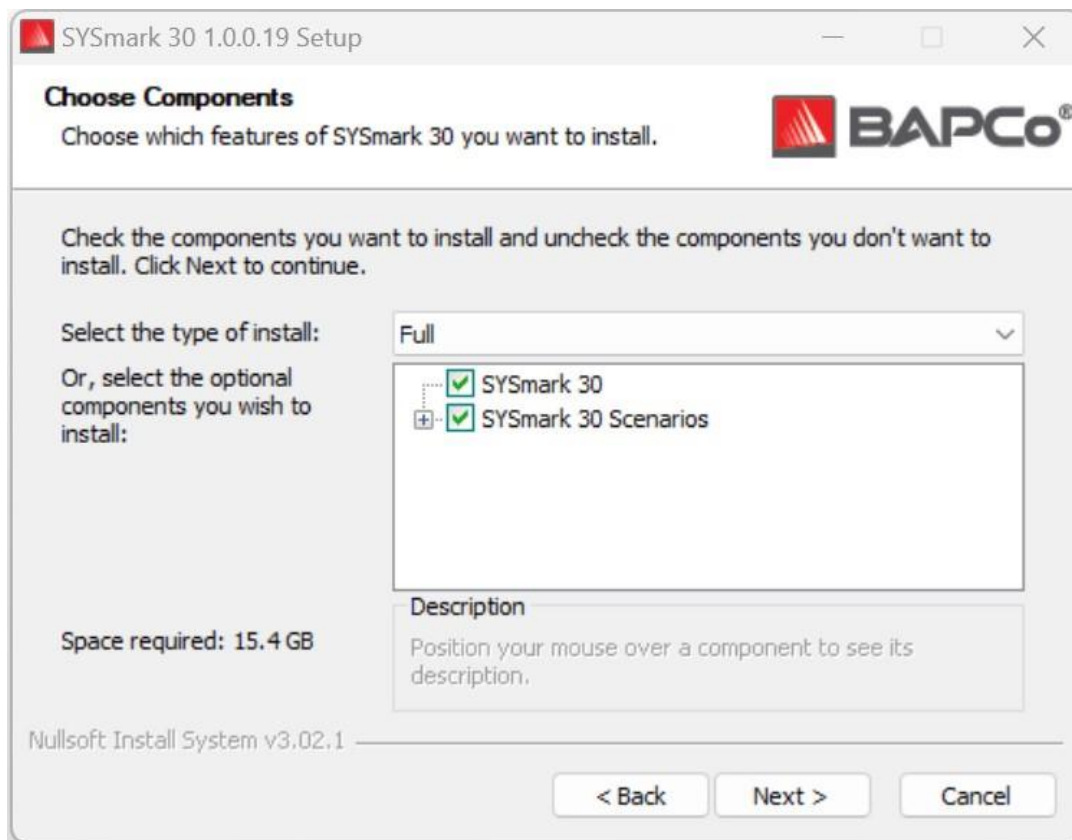 SYSmark 30 1.0.0.19 Setup
Choose Components
Choose which features of SYSmark 30 you want to install.
BAPCo®
Check the components you want to install and uncheck the components you don't want to
install. Click Next to continue.
Select the type of install:
Full
Or, select the optional
components you wish to
install:
SYSmark 30
SYSmark 30 Scenarios
Space required: 15.4 GB
Description
Position your mouse over a component to see its
description.
Nullsoft Install System v3.02.1
< Back
Next >
Cancel